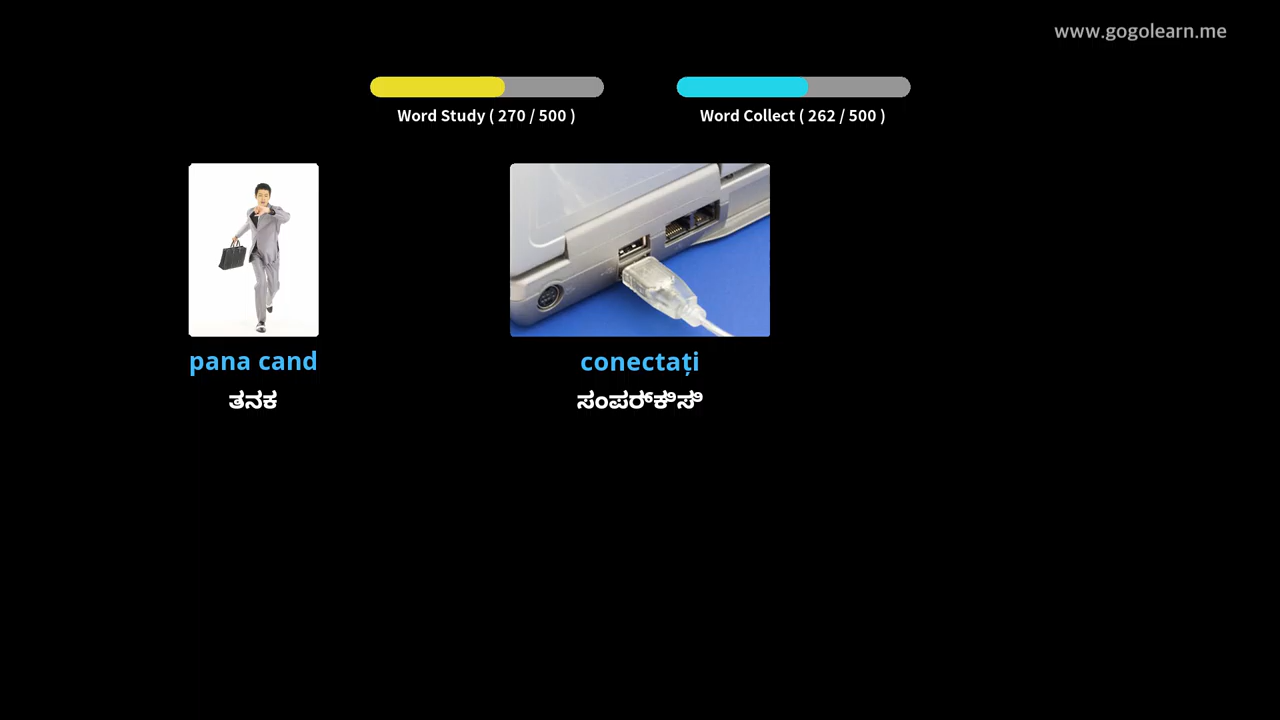 www.gogolearn.me
Word Study ( 270 / 500 )
Word Collect ( 262 / 500 )
pana cand
ತನಕ
conectați
ಸಂಪರ್ಕಿಸಿ